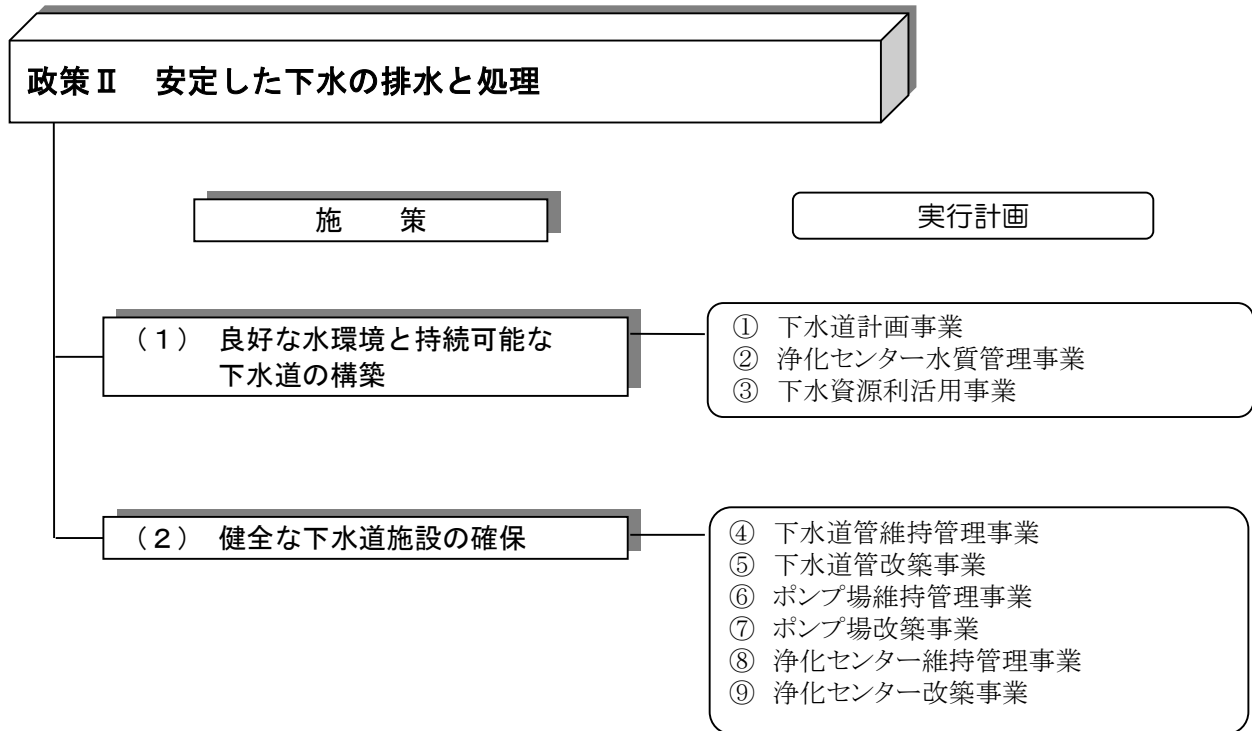 政策Ⅱ　安定した下水の排水と処理
施　　策
実行計画
（１）　良好な水環境と持続可能な
下水道の構築
①　下水道計画事業
②　浄化センター水質管理事業
③　下水資源利活用事業
（２）　健全な下水道施設の確保
④　下水道管維持管理事業
⑤　下水道管改築事業
⑥　ポンプ場維持管理事業
⑦　ポンプ場改築事業
⑧　浄化センター維持管理事業
⑨　浄化センター改築事業